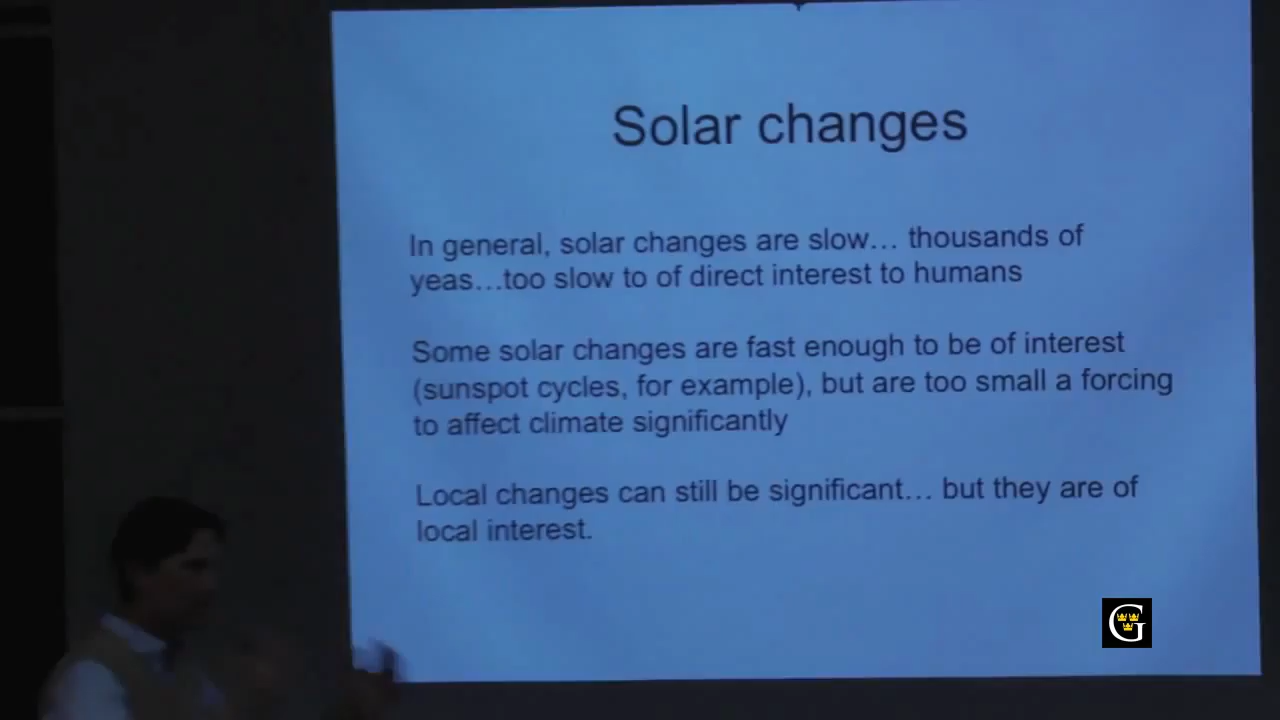 Solar changes
In general, solar changes are slow… thousands of
yeas…too slow to of direct interest to humans
Some solar changes are fast enough to be of interest
(sunspot cycles, for example), but are too small a forcing
to affect climate significantly
Local changes can still be significant… but they are of
local interest.
G